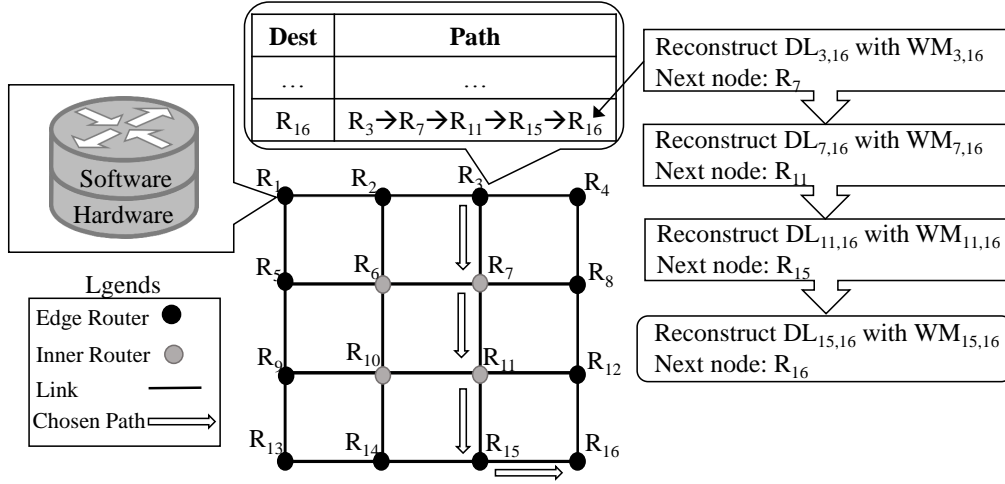 Dest Path
... ...
R16 R3→R7→R11→R15→R16
Reconstruct DL3,16 with WM3,16
Next node: R7
Reconstruct DL7,16 with WM7,16
Next node: R11
Reconstruct DL11,16 with WM11,16
Next node: R15
Reconstruct DL15,16 with WM15,16
Next node: R16
Software
Hardware
R1 R2 R3 R4
R5 R6 R7 R8
R9 R10 R11 R12
R13 R14 R15 R16
Lgends
Edge Router
Inner Router
Link
Chosen Path